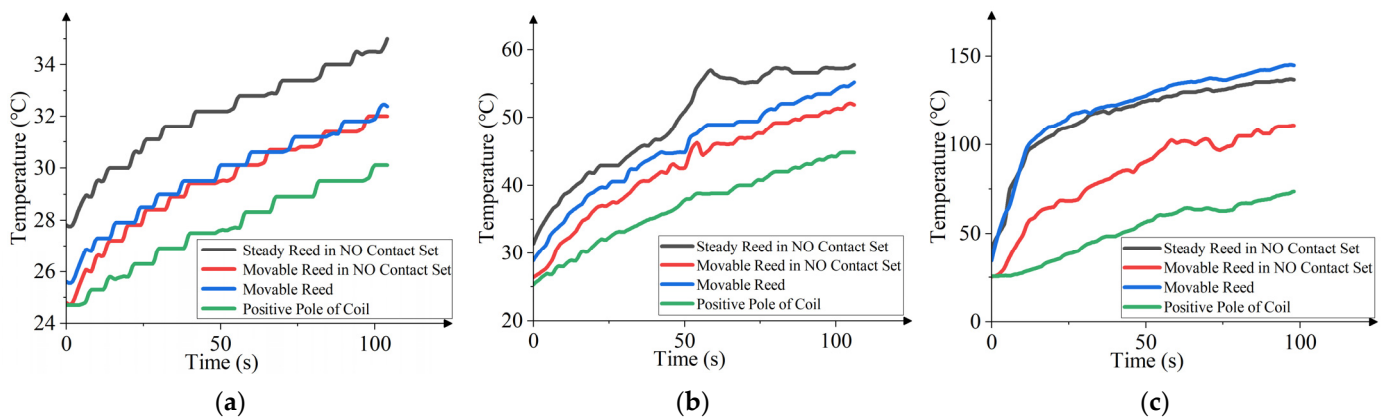 34
32
30
28
26
24
Temperature (°C)
Steady Reed in NO Contact Set
Movable Reed in NO Contact Set
Movable Reed
Positive Pole of Coil
0
50
100
Time (s)
(a)
60
50
40
30
20
Temperature (°C)
Steady Reed in NO Contact Set
Movable Reed in NO Contact Set
Movable Reed
Positive Pole of Coil
0
50
100
Time (s)
(b)
150
100
50
0
Temperature (°C)
Steady Reed in NO Contact Set
Movable Reed in NO Contact Set
Movable Reed
Positive Pole of Coil
0
50
100
Time (s)
(c)